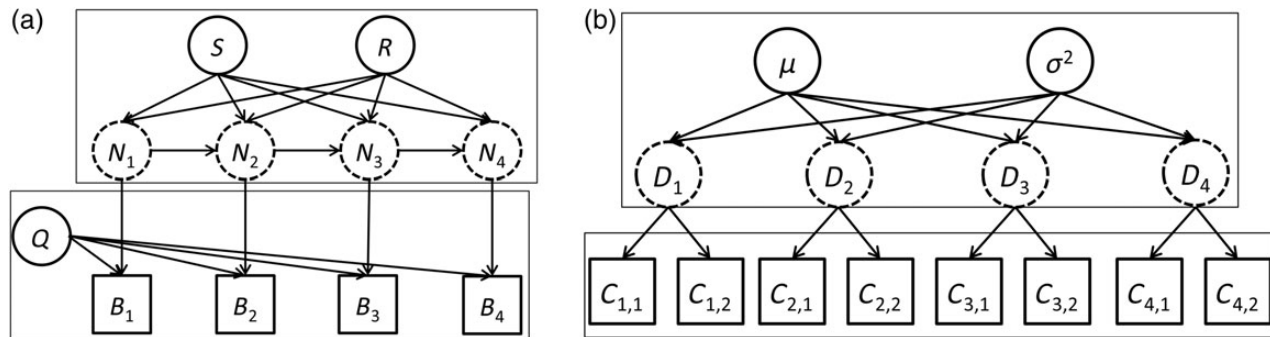 (a)
S R
N1 N2 N3 N4
Q
B1 B2 B3 B4
(b)
μ σ²
D1 D2 D3 D4
C1,1 C1,2 C2,1 C2,2 C3,1 C3,2 C4,1 C4,2